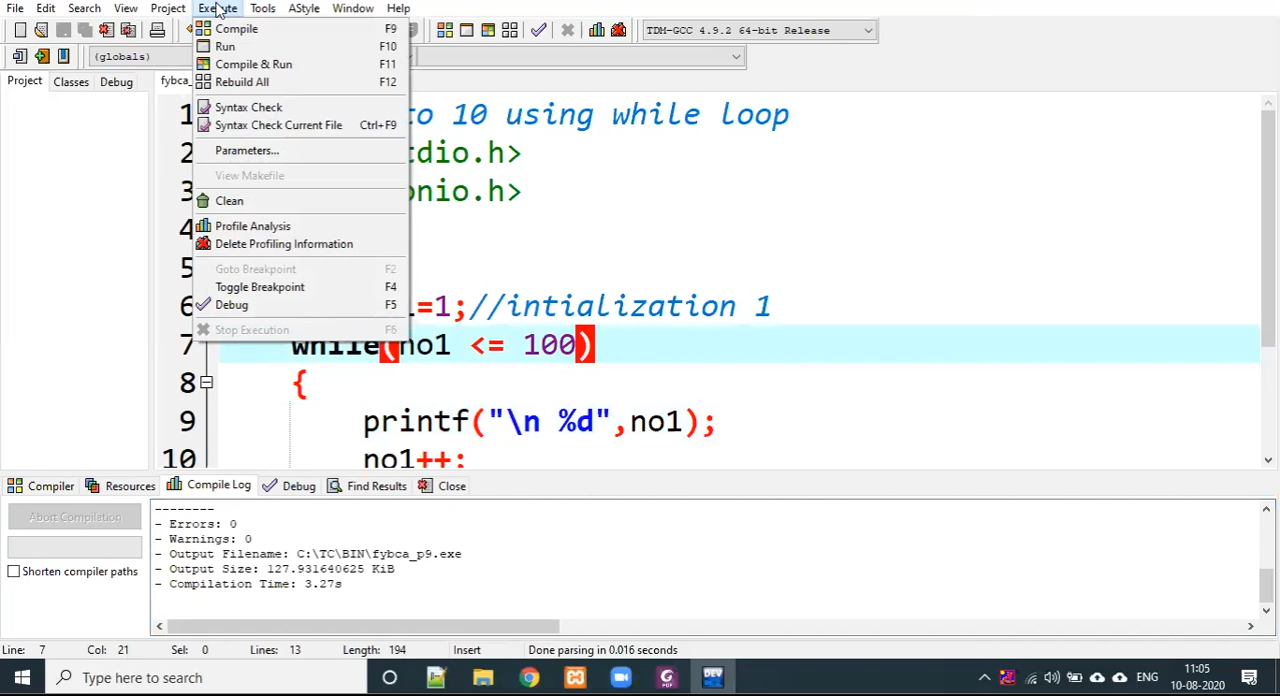 File Edit Search View Project Execute Tools AStyle Window Help
TDM-GCC 4.9.2 64-bit Release
(globals)
Project Classes Debug fybca_
Compile F9
Run F10
Compile & Run F11
Rebuild All F12
Syntax Check
Syntax Check Current File Ctrl+F9
Parameters...
View Makefile
Clean
Profile Analysis
Delete Profiling Information
Goto Breakpoint F2
Toggle Breakpoint F4
Debug F5
Stop Execution F6
1 to 10 using while loop
2 tdio.h>
3 onio.h>
4
5
6 =1;//intialization 1
7 while(no1 <= 100)
8 {
9 printf("\n %d",no1);
10 no1++;
Compiler Resources Compile Log Debug Find Results Close
Abort Compilation
Shorten compiler paths
--------
- Errors: 0
- Warnings: 0
- Output Filename: C:\TC\BIN\fybca_p9.exe
- Output Size: 127.931640625 KiB
- Compilation Time: 3.27s
Line: 7 Col: 21 Sel: 0 Lines: 13 Length: 194 Insert Done parsing in 0.016 seconds
Type here to search
DEV
ENG
11:05
10-08-2020